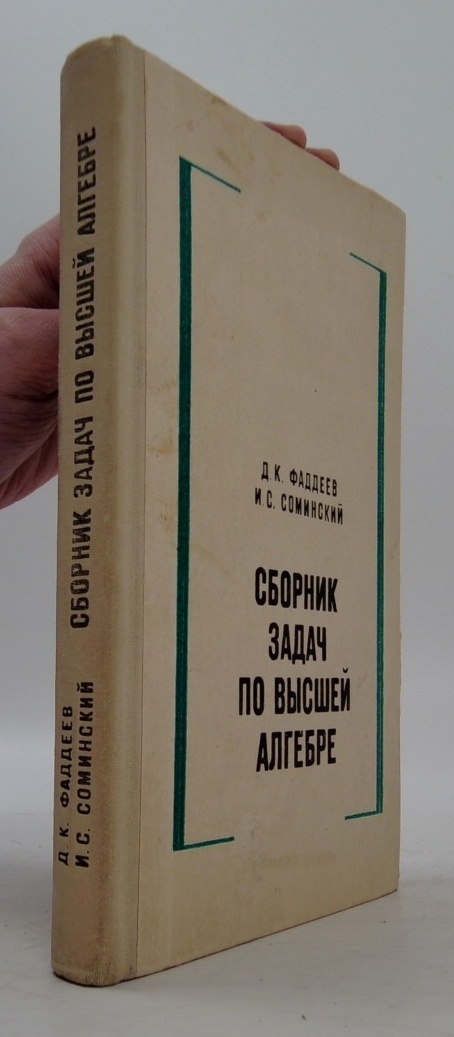 Д. К. ФАДДЕЕВ
И. С. СОМИНСКИЙ
СБОРНИК ЗАДАЧ ПО ВЫСШЕЙ АЛГЕБРЕ
Д. К. ФАДДЕЕВ
И. С. СОМИНСКИЙ
СБОРНИК
ЗАДАЧ
ПО ВЫСШЕЙ
АЛГЕБРЕ